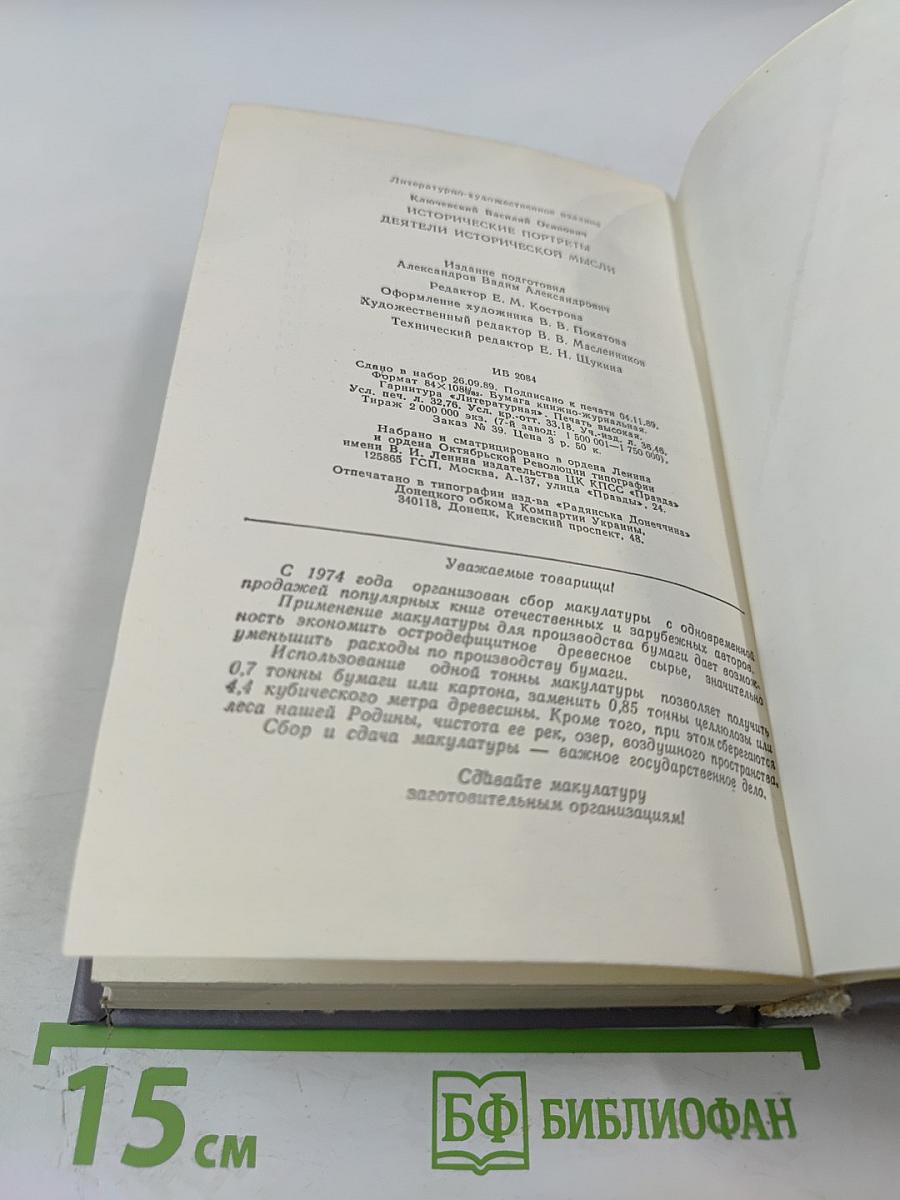 Литературно-художественное издание
Ключевский Василий Осипович
ИСТОРИЧЕСКИЕ ПОРТРЕТЫ
ДЕЯТЕЛИ ИСТОРИЧЕСКОЙ МЫСЛИ
Издание подготовил
Александров Вадим Александрович
Редактор Е. М. Кострова
Оформление художника В. В. Покатова
Художественный редактор В. В. Масленников
Технический редактор Е. Н. Щукина
ИБ 2084
Сдано в набор 26.09.89. Подписано к печати 04.11.89.
Формат 84×108 1/32. Бумага книжно-журнальная.
Гарнитура «Литературная». Печать высокая.
Усл. печ. л. 32,76. Усл. кр.-отт. 33,18. Уч.-изд. л. 36,46.
Тираж 2 000 000 экз. (7-й завод: 1 500 001—1 750 000).
Заказ № 39. Цена 3 р. 50 к.
Набрано и сматрицировано в ордена Ленина
и ордена Октябрьской Революции типографии
имени В. И. Ленина издательства ЦК КПСС «Правда»
125865 ГСП, Москва, А-137, улица «Правды», 24.
Отпечатано в типографии изд-ва «Радянська Донеччина»
Донецкого обкома Компартии Украины,
340118, Донецк, Киевский проспект, 48.
Уважаемые товарищи!
С 1974 года организован сбор макулатуры с одновременной
продажей популярных книг отечественных и зарубежных авторов.
Применение макулатуры для производства бумаги дает возмож-
ность экономить остродефицитное древесное сырье, значительно
уменьшить расходы по производству бумаги.
Использование одной тонны макулатуры позволяет получить
0,7 тонны бумаги или картона, заменить 0,85 тонны целлюлозы или
4,4 кубического метра древесины. Кроме того, при этом сберегаются
леса нашей Родины, чистота ее рек, озер, воздушного пространства.
Сбор и сдача макулатуры — важное государственное дело.
Сдавайте макулатуру
заготовительным организациям!
15 см
БФ БИБЛИОФАН